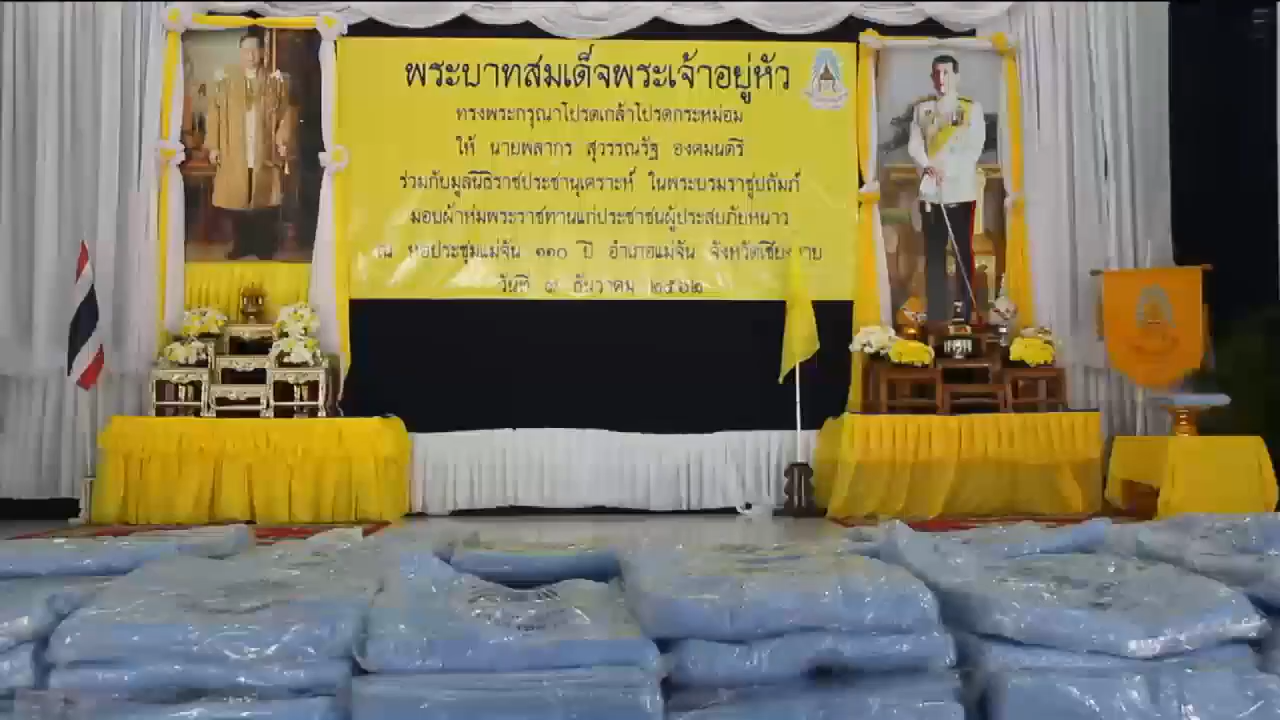 พระบาทสมเด็จพระเจ้าอยู่หัว
ทรงพระกรุณาโปรดเกล้าโปรดกระหม่อม
ให้ นายพลากร สุวรรณรัฐ องคมนตรี
ร่วมกับมูลนิธิราชประชานุเคราะห์ ในพระบรมราชูปถัมภ์
มอบผ้าห่มพระราชทานแก่ประชาชนผู้ประสบภัยหนาว
ณ หอประชุมแม่จัน ๑๑๐ ปี อำเภอแม่จัน จังหวัดเชียงราย
วันที่ ๗ ธันวาคม ๒๕๖๒